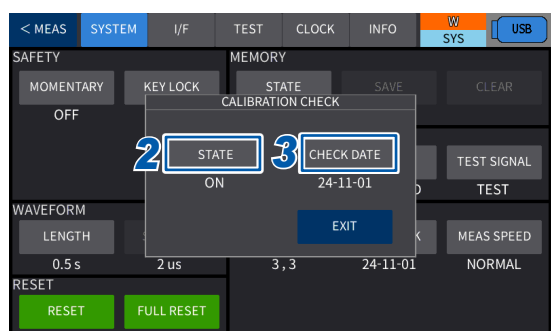 < MEAS SYSTEM I/F TEST CLOCK INFO W SYS USB
SAFETY MEMORY
MOMENTARY KEY LOCK STATE SAVE CLEAR
OFF
CALIBRATION CHECK
2 STATE 3 CHECK DATE
ON 24-11-01
EXIT
TEST SIGNAL
TEST
WAVEFORM
LENGTH MEAS SPEED
0.5 s 2 us 3 , 3 24-11-01 NORMAL
RESET
RESET FULL RESET